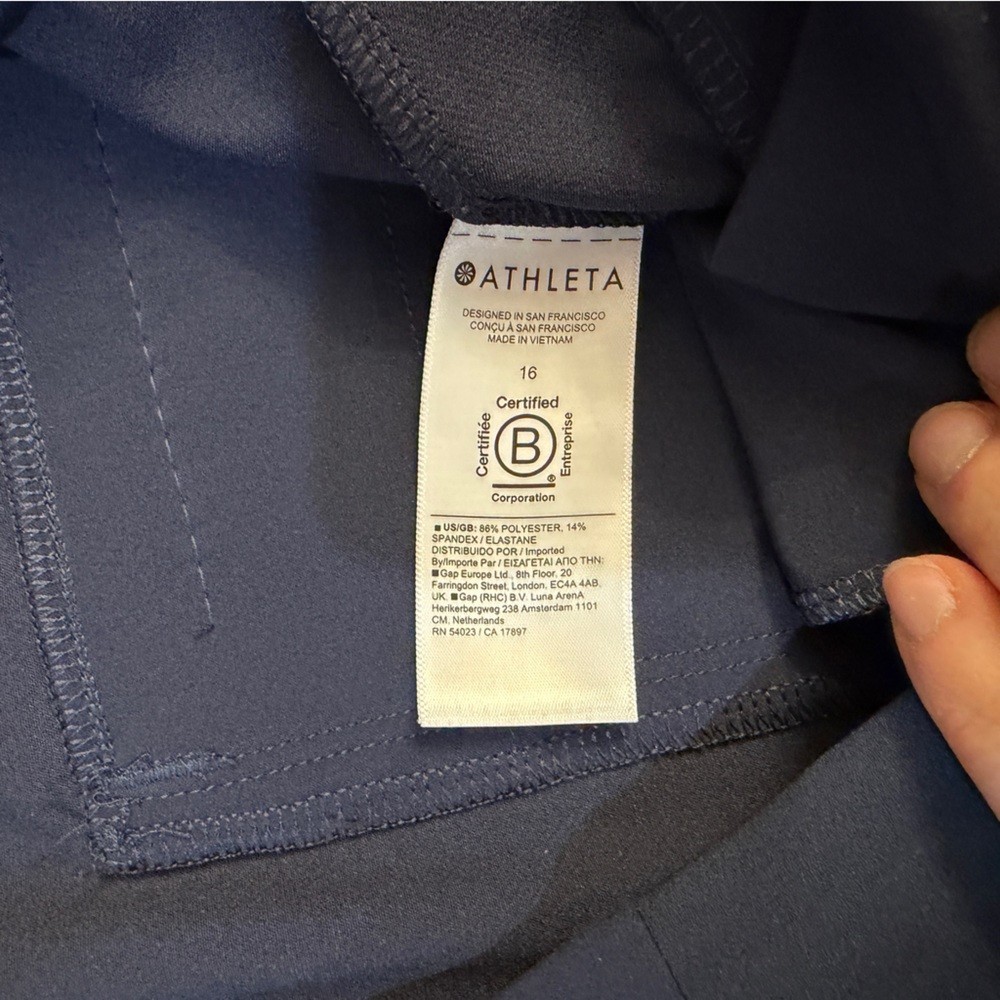 ATHLETA
DESIGNED IN SAN FRANCISCO
CONÇU À SAN FRANCISCO
MADE IN VIETNAM
16
Certified
Certifiée
B
®
Entreprise
Corporation
■ US/GB: 86% POLYESTER, 14%
SPANDEX / ELASTANE
DISTRIBUIDO POR / Imported
By/Importe Par / ΕΙΣΑΓΕΤΑΙ ΑΠΟ ΤΗΝ:
■Gap Europe Ltd., 8th Floor, 20
Farringdon Street, London, EC4A 4AB,
UK. ■Gap (RHC) B.V. Luna ArenA
Herikerbergweg 238 Amsterdam 1101
CM, Netherlands
RN 54023 / CA 17897